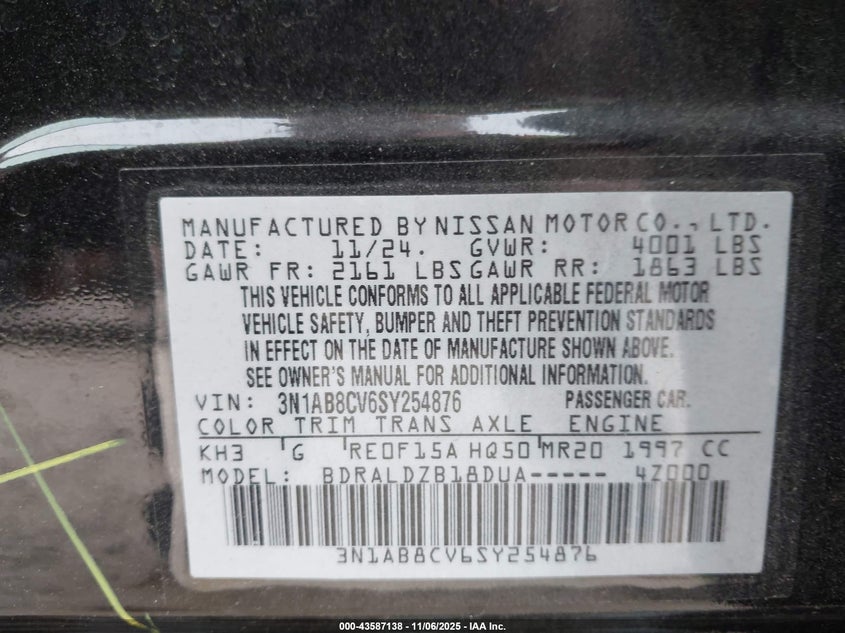 MANUFACTURED BY NISSAN MOTOR CO., LTD.
DATE: 11/24. GVWR: 4001 LBS
GAWR FR: 2161 LBS GAWR RR: 1863 LBS
THIS VEHICLE CONFORMS TO ALL APPLICABLE FEDERAL MOTOR
VEHICLE SAFETY, BUMPER AND THEFT PREVENTION STANDARDS
IN EFFECT ON THE DATE OF MANUFACTURE SHOWN ABOVE.
SEE OWNER'S MANUAL FOR ADDITIONAL INFORMATION.
VIN: 3N1AB8CV6SY254876 PASSENGER CAR.
COLOR TRIM TRANS AXLE ENGINE
KH3 G RE0F15A HQ50 MR20 1997 CC
MODEL: BDRALDZB18DUA----- 4Z000
3N1AB8CV6SY254876
000-43587138 - 11/06/2025 - IAA Inc.